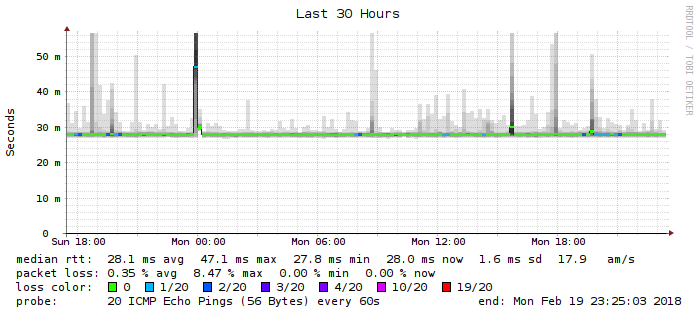 Last 30 Hours
RRDTOOL / TOBI OETIKER
Seconds
50 m
40 m
30 m
20 m
10 m
0
Sun 18:00 Mon 00:00 Mon 06:00 Mon 12:00 Mon 18:00
median rtt: 28.1 ms avg 47.1 ms max 27.8 ms min 28.0 ms now 1.6 ms sd 17.9 am/s
packet loss: 0.35 % avg 8.47 % max 0.00 % min 0.00 % now
loss color: 0 1/20 2/20 3/20 4/20 10/20 19/20
probe: 20 ICMP Echo Pings (56 Bytes) every 60s end: Mon Feb 19 23:25:03 2018